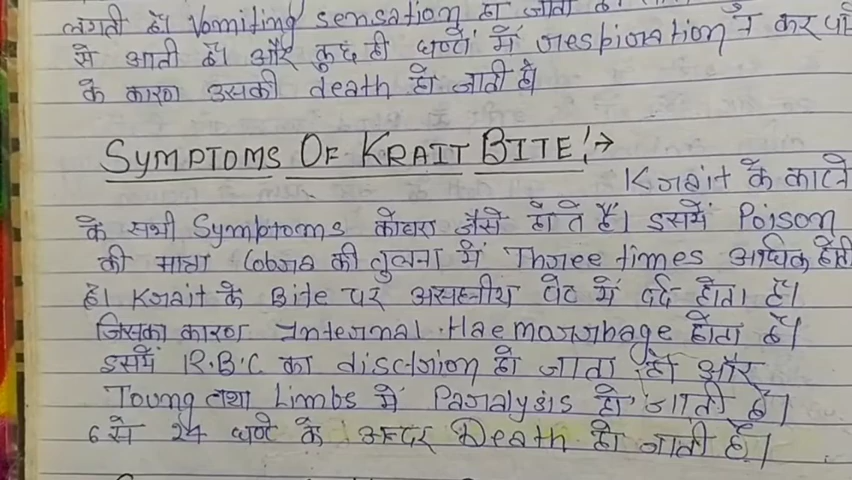 लगती है। Vomiting sensation हो जाता है
से आती है। और कुछ ही घण्टों में respiration न कर पाने
के कारण उसकी death हो जाती है।
SYMPTOMS OF KRAIT BITE:→
Krait के काटने
के सभी Symptoms कोबरा जैसे होते हैं। इसमें Poison
की मात्रा Cobra की तुलना में Three times अधिक होती
है। Krait के Bite पर असहनीय पेट में दर्द होता है।
जिसका कारण Internal Haemorrhage होता है।
इसमें R.B.C का disclrion हो जाता है। और
Toung तथा Limbs में Paralysis हो जाती है।
6 से 24 घण्टे के अन्दर Death हो जाती है।